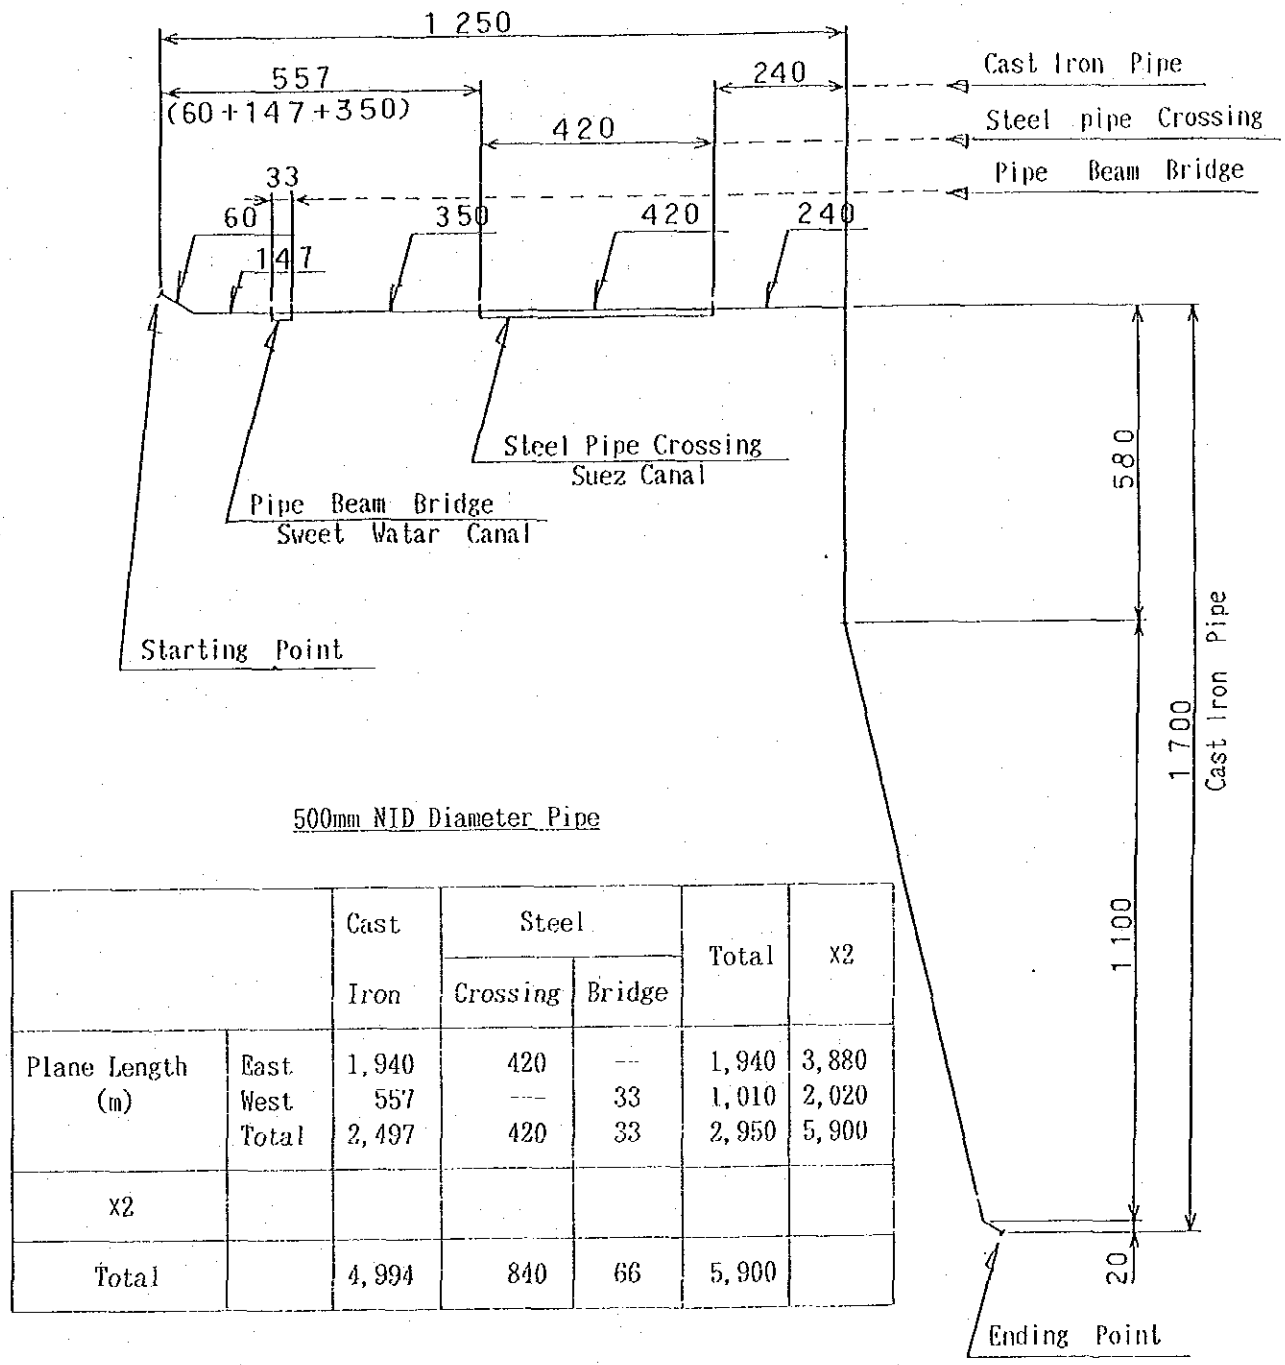 1 250
557
(60+147+350)
240
Cast Iron Pipe
420
Steel pipe Crossing
33
Pipe Beam Bridge
60
350
420
240
147
Steel Pipe Crossing
Suez Canal
Pipe Beam Bridge
Sweet Watar Canal
Starting Point
580
1 700
Cast Iron Pipe
1 100
20
Ending Point
500mm NID Diameter Pipe
Cast Iron Steel Total X2
Crossing Bridge
Plane Length (m) East 1,940 420 --- 1,940 3,880
West 557 --- 33 1,010 2,020
Total 2,497 420 33 2,950 5,900
X2
Total 4,994 840 66 5,900